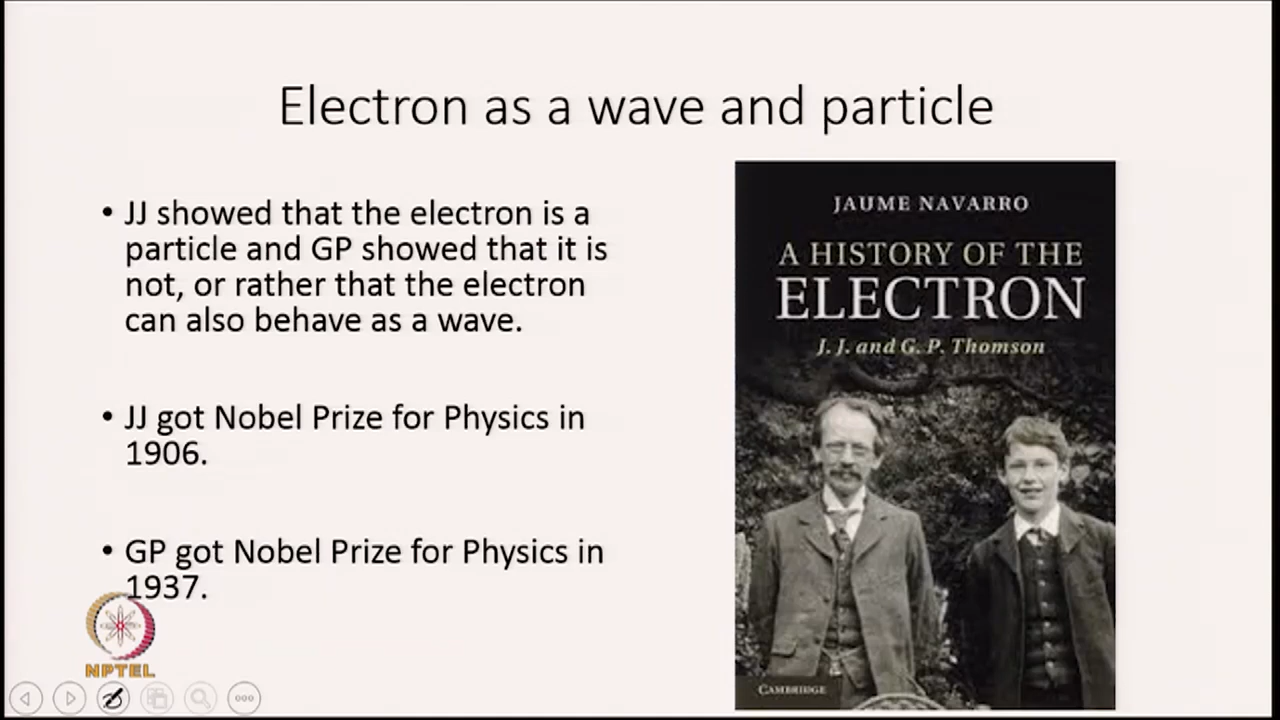 Electron as a wave and particle
• JJ showed that the electron is a
particle and GP showed that it is
not, or rather that the electron
can also behave as a wave.
• JJ got Nobel Prize for Physics in
1906.
• GP got Nobel Prize for Physics in
1937.
JAUME NAVARRO
A HISTORY OF THE
ELECTRON
J. J. and G. P. Thomson
CAMBRIDGE
NPTEL